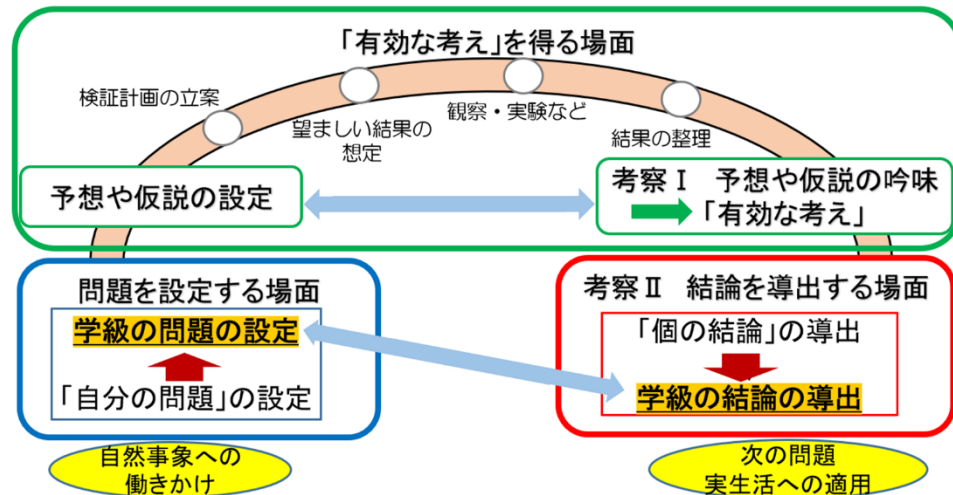 「有効な考え」を得る場面
検証計画の立案
望ましい結果の
想定
観察・実験など
結果の整理
予想や仮説の設定
考察Ⅰ　予想や仮説の吟味
「有効な考え」
問題を設定する場面
学級の問題の設定
「自分の問題」の設定
考察Ⅱ　結論を導出する場面
「個の結論」の導出
学級の結論の導出
自然事象への
働きかけ
次の問題
実生活への適用